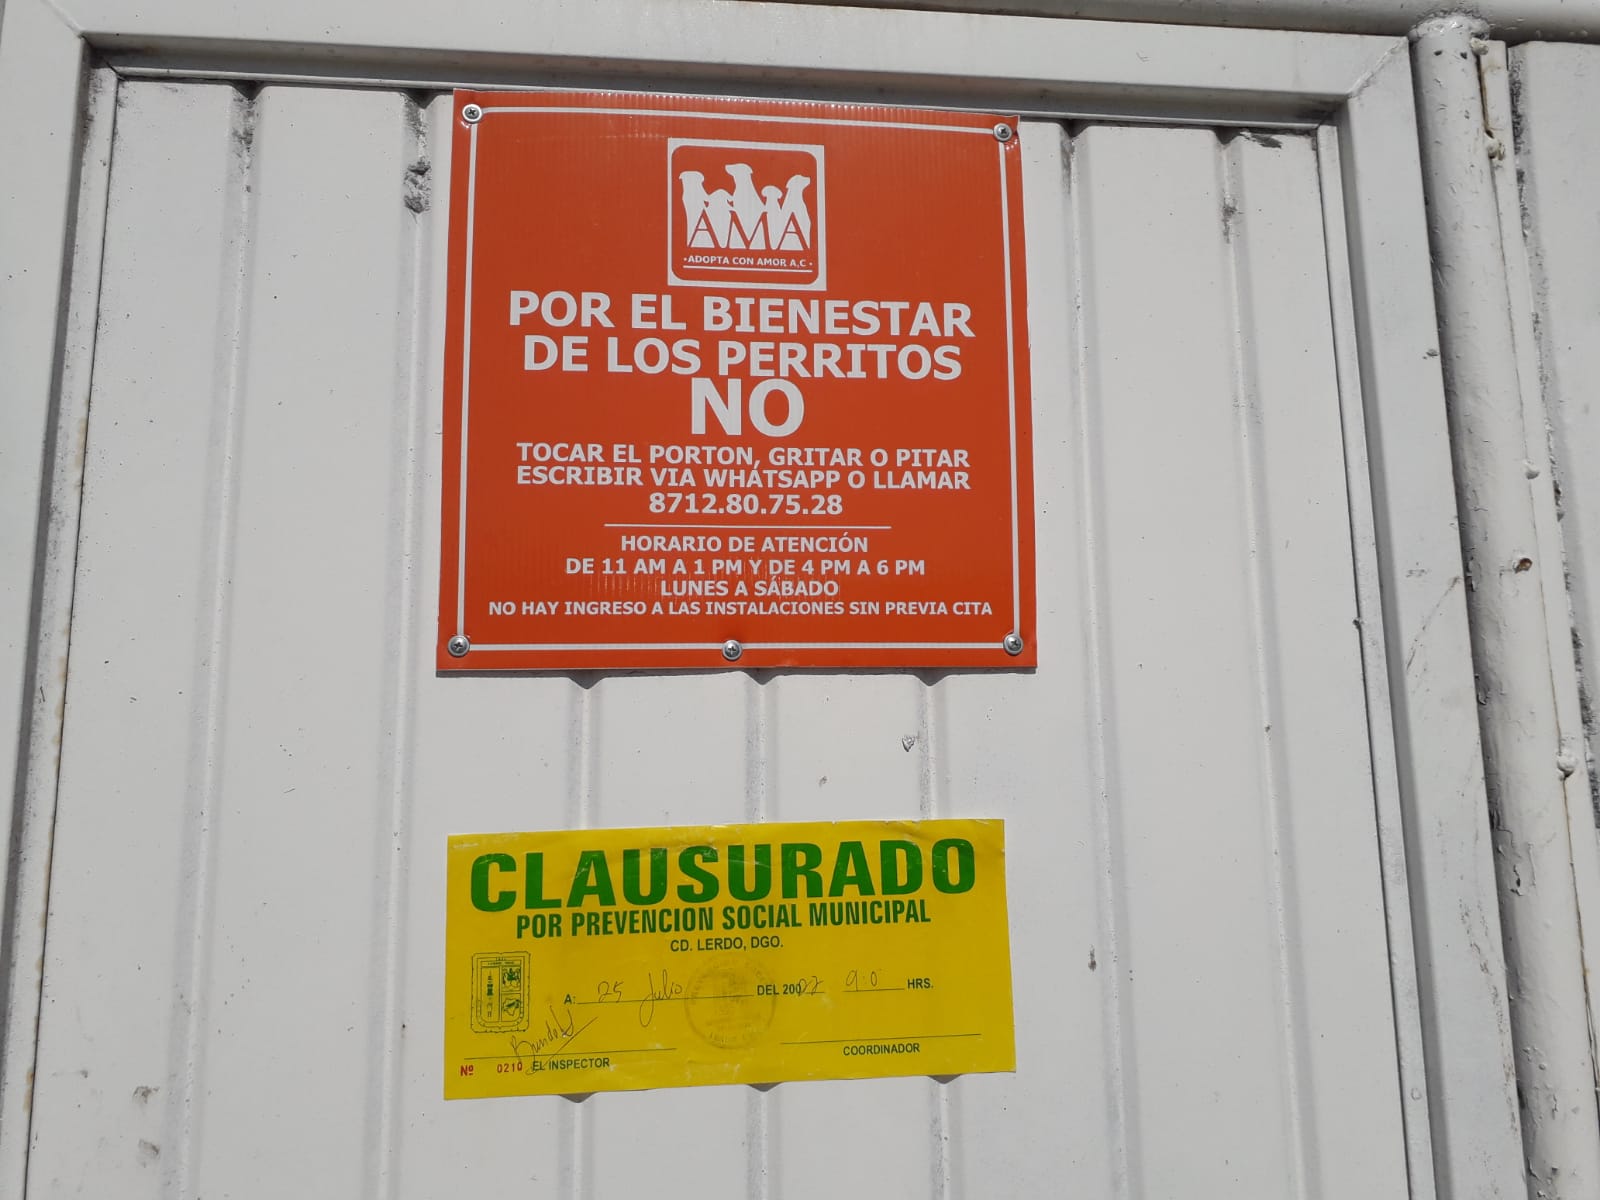 AMA
·ADOPTA CON AMOR A,C·
POR EL BIENESTAR
DE LOS PERRITOS
NO
TOCAR EL PORTON, GRITAR O PITAR
ESCRIBIR VIA WHATSAPP O LLAMAR
8712.80.75.28
HORARIO DE ATENCIÓN
DE 11 AM A 1 PM Y DE 4 PM A 6 PM
LUNES A SÁBADO
NO HAY INGRESO A LAS INSTALACIONES SIN PREVIA CITA
CLAUSURADO
POR PREVENCION SOCIAL MUNICIPAL
CD. LERDO, DGO.
A: 25 Julio DEL 20022 9:0 HRS.
COORDINADOR
Nº 0210 EL INSPECTOR